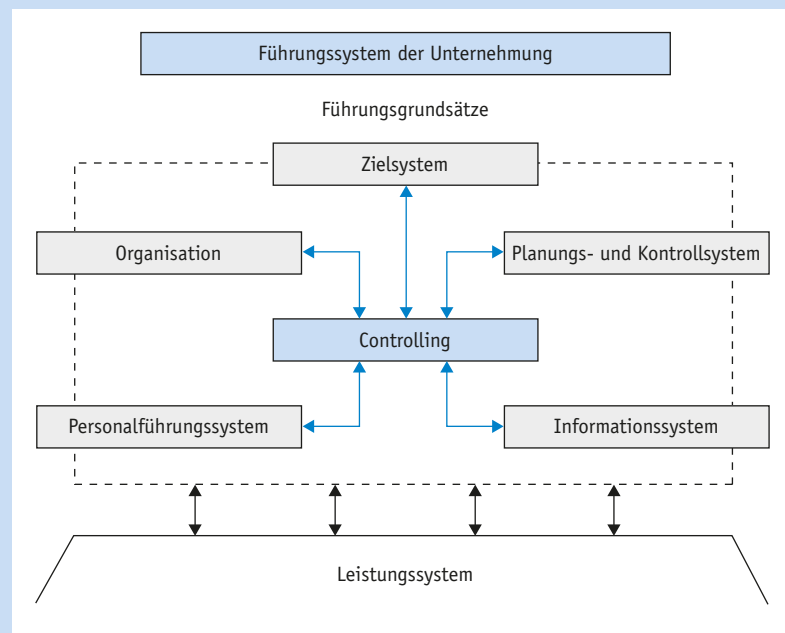 Führungssystem der Unternehmung
Führungsgrundsätze
Zielsystem
Organisation
Planungs- und Kontrollsystem
Controlling
Personalführungssystem
Informationssystem
Leistungssystem